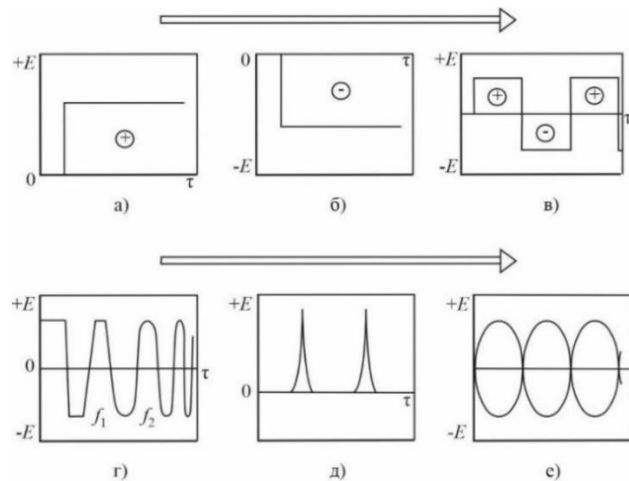 +E 0 τ +E
+ - + - + τ
0 τ -E -E
а) б) в)
+E +E +E
0 τ 0 τ
f1 f2
-E -E
г) д) е)